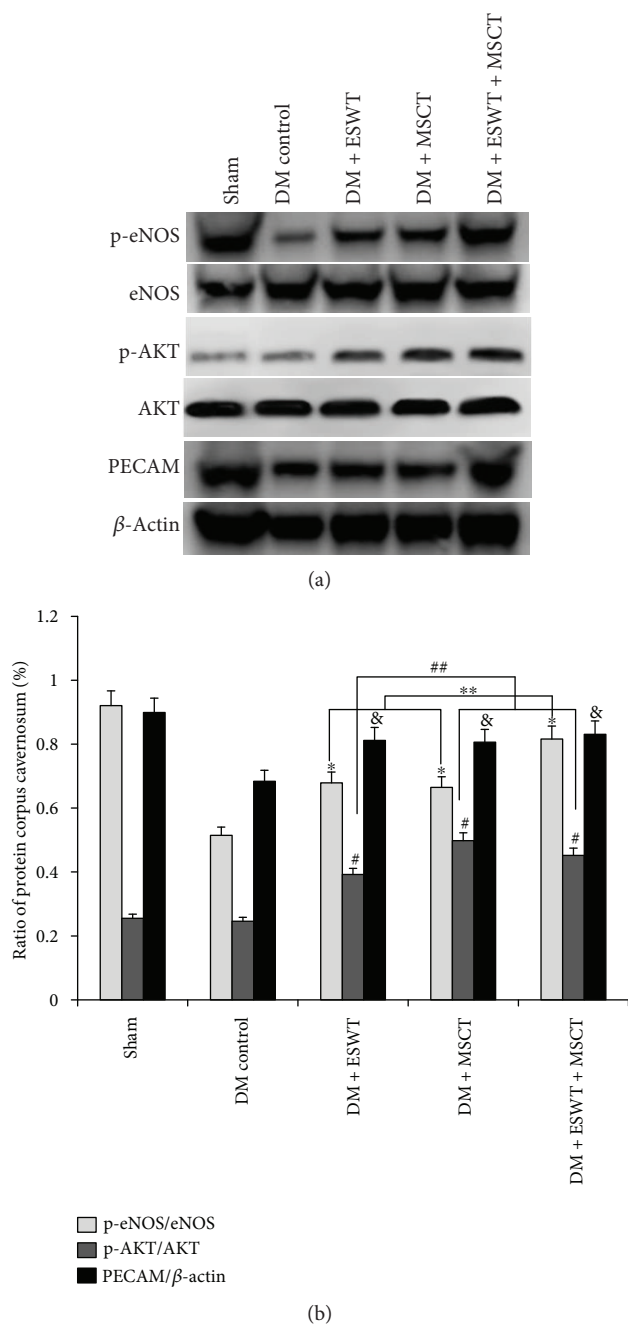 Sham
DM control
DM + ESWT
DM + MSCT
DM + ESWT + MSCT
p-eNOS
eNOS
p-AKT
AKT
PECAM
β-Actin
(a)
Ratio of protein corpus cavernosum (%)
1.2
1
0.8
0.6
0.4
0.2
0
##
**
& & &
* * *
# # #
Sham
DM control
DM + ESWT
DM + MSCT
DM + ESWT + MSCT
p-eNOS/eNOS
p-AKT/AKT
PECAM/β-actin
(b)